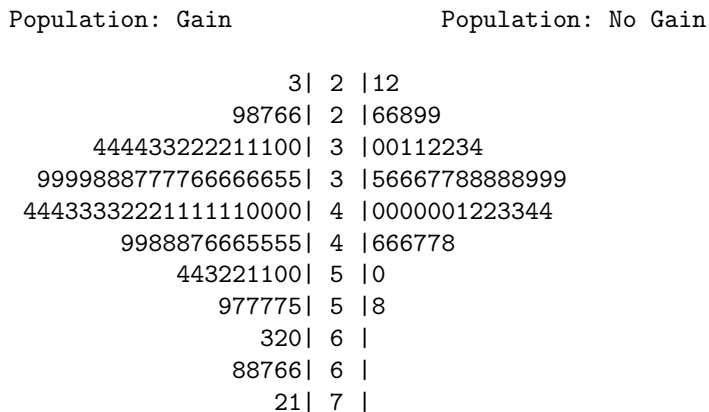 Population: Gain Population: No Gain
3| 2 |12
98766| 2 |66899
444433222211100| 3 |00112234
9999888777766666655| 3 |56667788888999
444333332221111110000| 4 |0000001223344
9988876665555| 4 |666778
443221100| 5 |0
977775| 5 |8
320| 6 |
88766| 6 |
21| 7 |